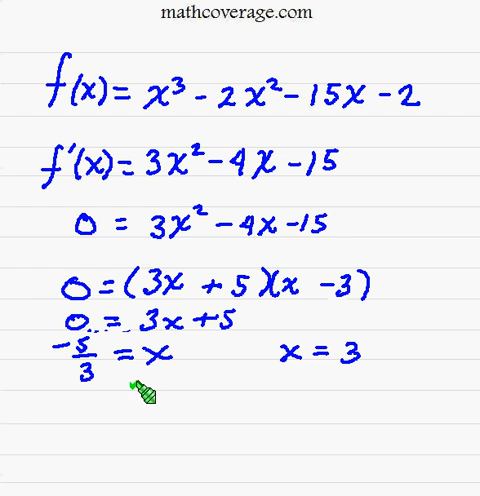 mathcoverage.com
f(x) = x³ - 2x² - 15x - 2
f'(x) = 3x² - 4x - 15
0 = 3x² - 4x - 15
0 = (3x + 5)(x - 3)
0 = 3x + 5
-5/3 = x x = 3